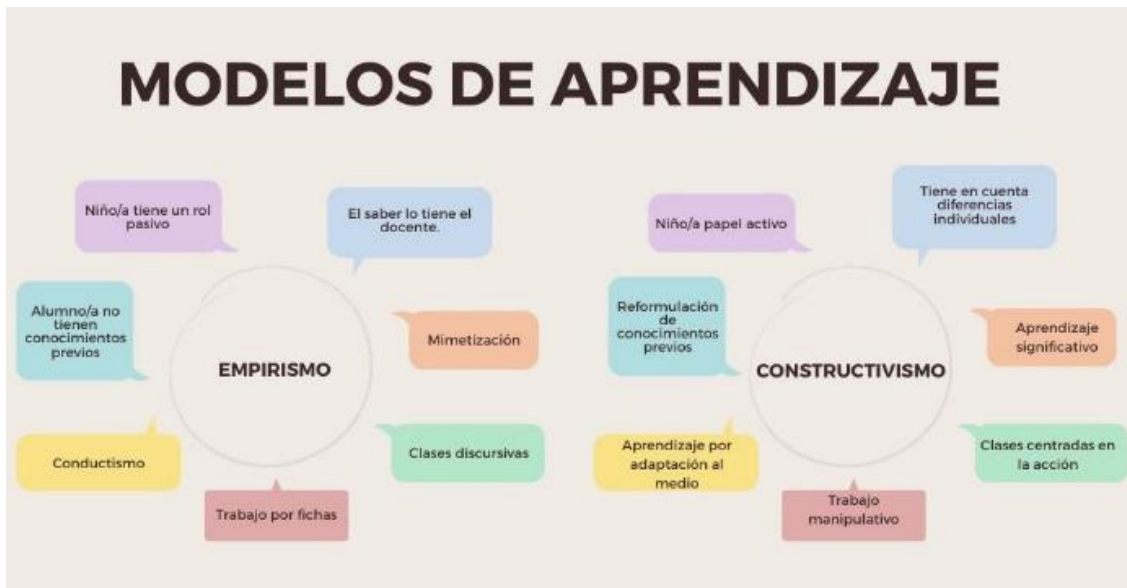 MODELOS DE APRENDIZAJE
Niño/a tiene un rol
pasivo
El saber lo tiene el
docente.
Alumno/a no
tienen
conocimientos
previos
Mimetización
EMPIRISMO
Conductismo
Clases discursivas
Trabajo por fichas
Niño/a papel activo
Tiene en cuenta
diferencias
individuales
Reformulación
de
conocimientos
previos
Aprendizaje
significativo
CONSTRUCTIVISMO
Aprendizaje por
adaptación al
medio
Clases centradas en
la acción
Trabajo
manipulativo